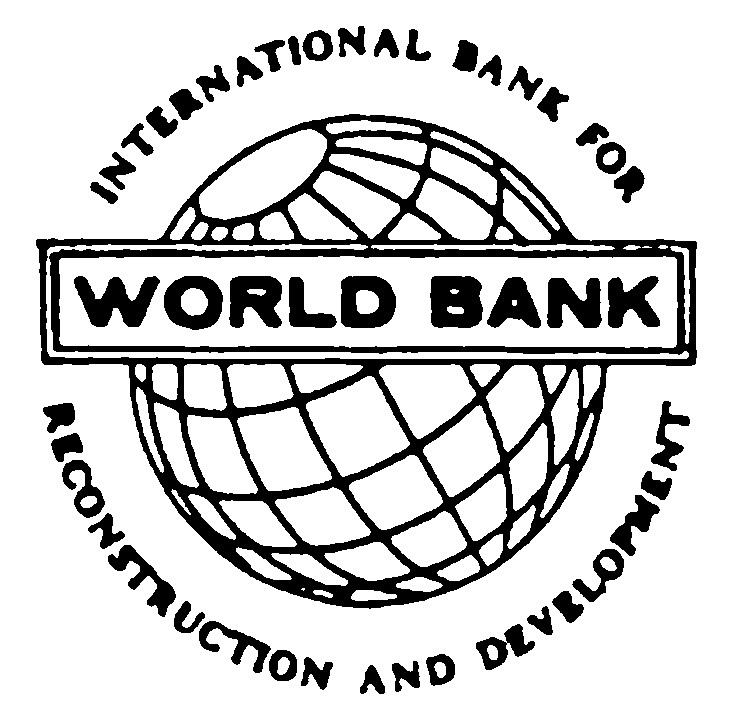 INTERNATIONAL BANK FOR
WORLD BANK
RECONSTRUCTION AND DEVELOPMENT